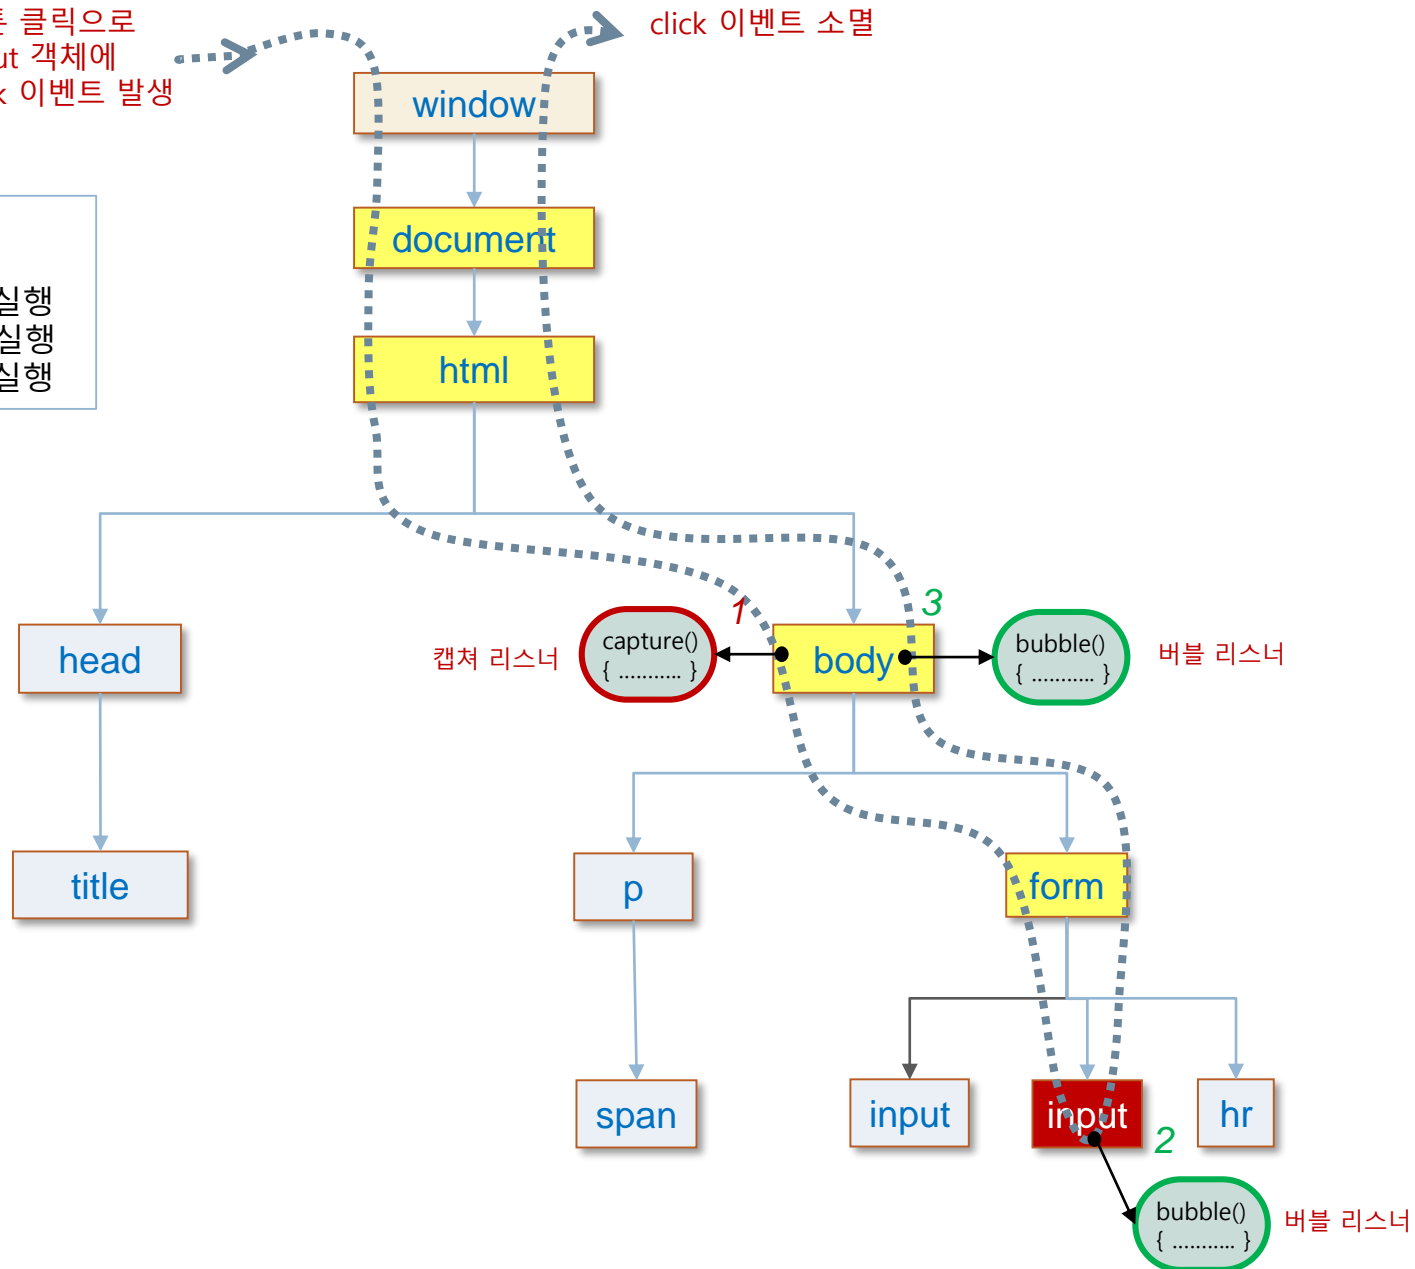 클릭으로
객체에
이벤트 발생
click 이벤트 소멸
window
실행
실행
실행
document
html
1
3
head
캡쳐 리스너
capture()
{ ........... }
body
bubble()
{ ........... }
버블 리스너
title
p
form
span
input
input
hr
2
bubble()
{ ........... }
버블 리스너